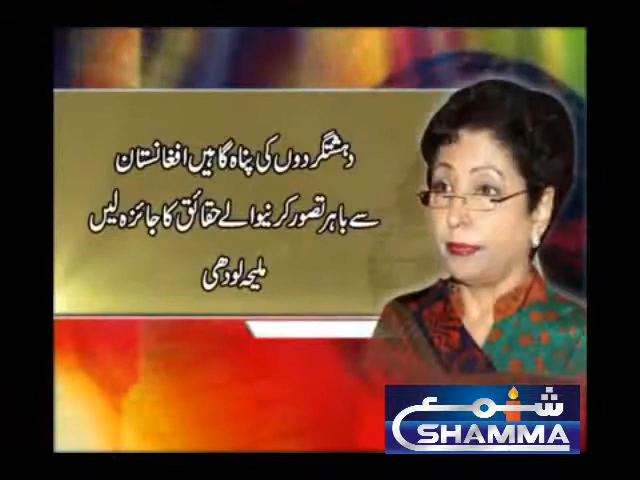 دہشتگردوں کی پناہ گاہیں افغانستان
سے باہر تصور کرنیوالے حقائق کا جائزہ لیں
ملیحہ لودھی
شمع
SHAMMA